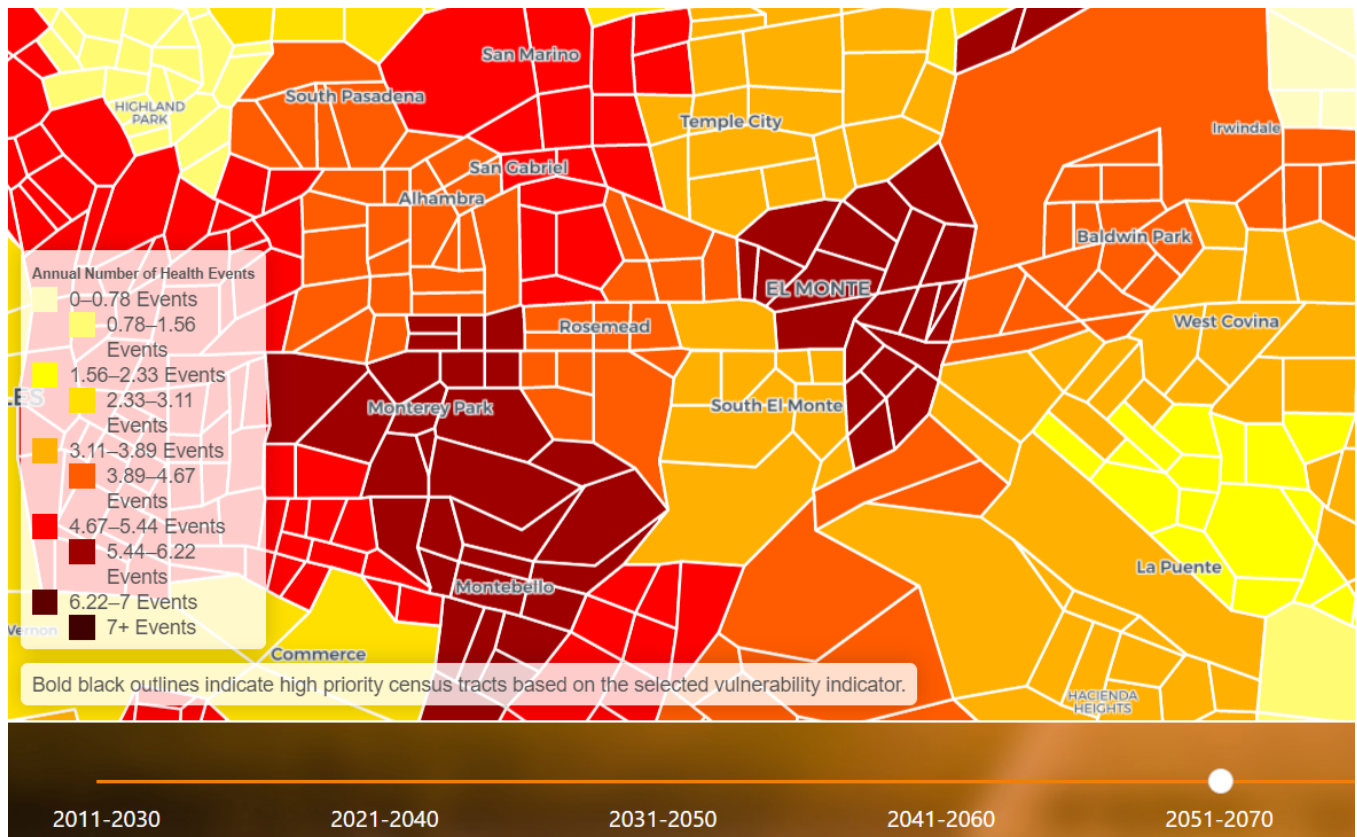 San Marino
South Pasadena
HIGHLAND
PARK
Temple City
Irwindale
San Gabriel
Alhambra
Baldwin Park
Annual Number of Health Events
0–0.78 Events
0.78–1.56
Events
1.56–2.33 Events
2.33–3.11
Events
3.11–3.89 Events
3.89–4.67
Events
4.67–5.44 Events
5.44–6.22
Events
6.22–7 Events
7+ Events
EL MONTE
Rosemead
West Covina
LES
Monterey Park
South El Monte
La Puente
Montebello
Vernon
Commerce
HACIENDA
HEIGHTS
Bold black outlines indicate high priority census tracts based on the selected vulnerability indicator.
2011-2030
2021-2040
2031-2050
2041-2060
2051-2070